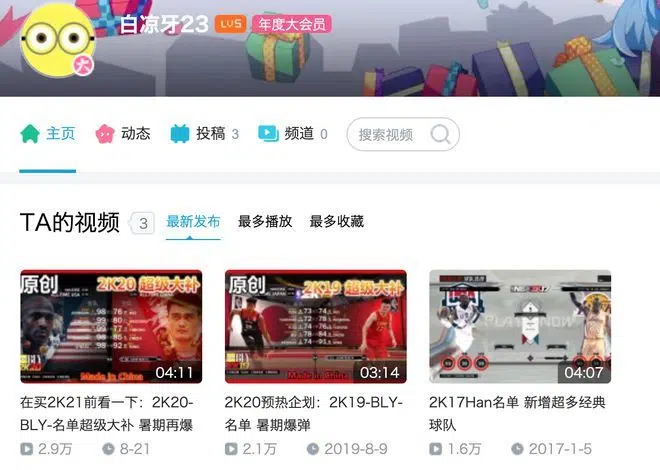 白凉牙23 LV5 年度大会员
大
主页 动态 投稿 3 频道 0 搜索视频
TA的视频 3 最新发布 最多播放 最多收藏
原创 2K20 超级大补
Made in China
04:11
原创 2K19 超级大补
Made in China
03:14
04:07
在买2K21前看一下：2K20-
BLY-名单超级大补 暑期再爆
2.9万 8-21
2K20预热企划：2K19-BLY-
名单 暑期爆弹
2.1万 2019-8-9
2K17Han名单 新增超多经典
球队
1.6万 2017-1-5